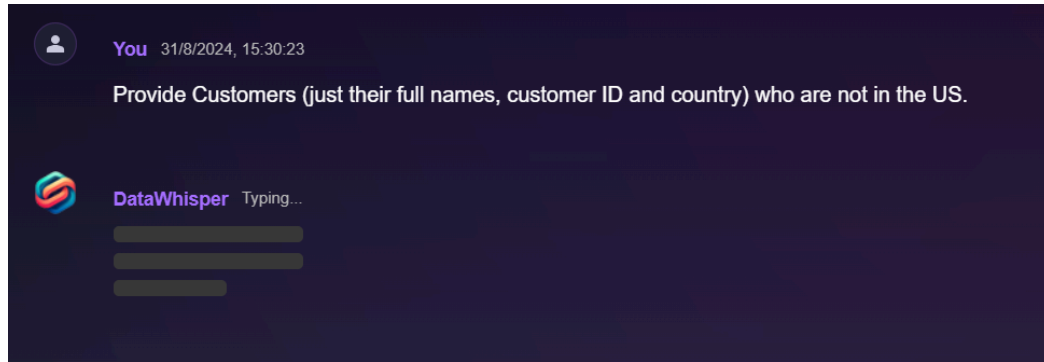 You 31/8/2024, 15:30:23
Provide Customers (just their full names, customer ID and country) who are not in the US.
DataWhisper Typing...